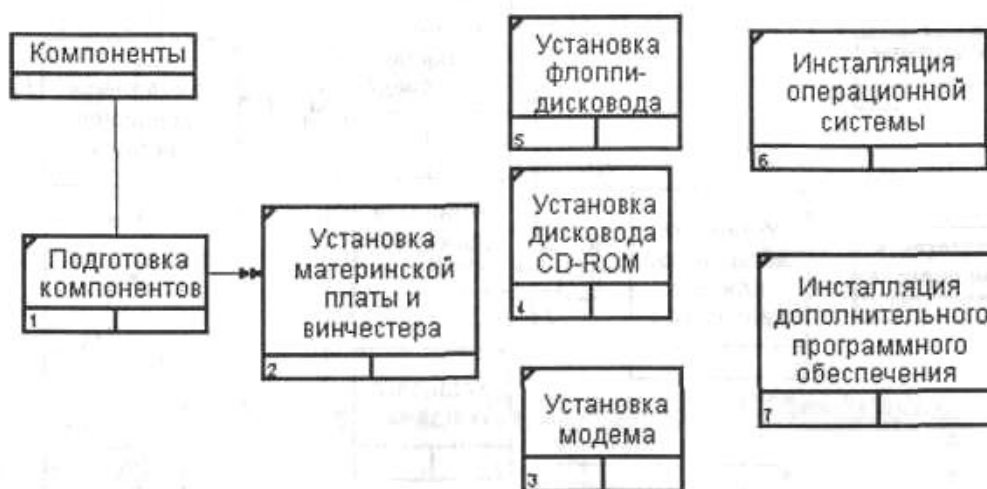 Компоненты
Подготовка
компонентов
1
Установка
материнской
платы и
винчестера
2
Установка
флоппи-
дисковода
5
Установка
дисковода
CD-ROM
4
Установка
модема
3
Инсталляция
операционной
системы
6
Инсталляция
дополнительного
программного
обеспечения
7